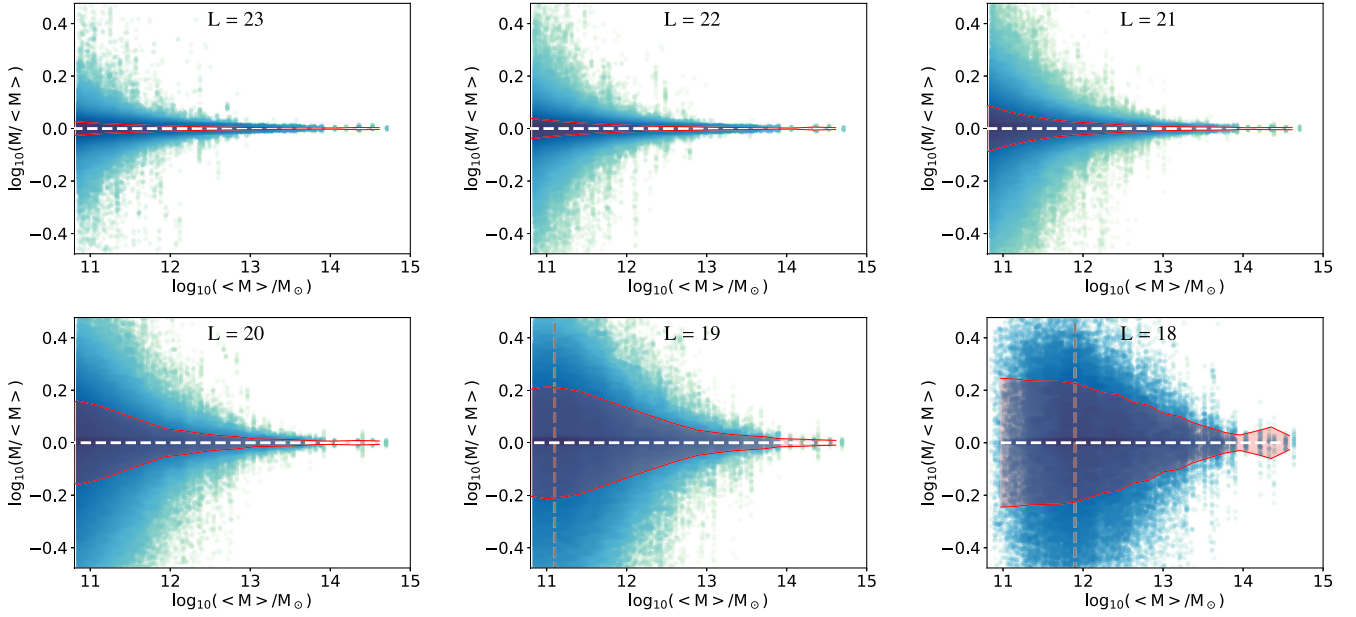 L = 23
0.4
0.2
0.0
−0.2
−0.4
log₁₀(M/ < M >)
11 12 13 14 15
log₁₀( < M > /M⊙)
L = 22
0.4
0.2
0.0
−0.2
−0.4
log₁₀(M/ < M >)
11 12 13 14 15
log₁₀( < M > /M⊙)
L = 21
0.4
0.2
0.0
−0.2
−0.4
log₁₀(M/ < M >)
11 12 13 14 15
log₁₀( < M > /M⊙)
L = 20
0.4
0.2
0.0
−0.2
−0.4
log₁₀(M/ < M >)
11 12 13 14 15
log₁₀( < M > /M⊙)
L = 19
0.4
0.2
0.0
−0.2
−0.4
log₁₀(M/ < M >)
11 12 13 14 15
log₁₀( < M > /M⊙)
L = 18
0.4
0.2
0.0
−0.2
−0.4
log₁₀(M/ < M >)
11 12 13 14 15
log₁₀( < M > /M⊙)